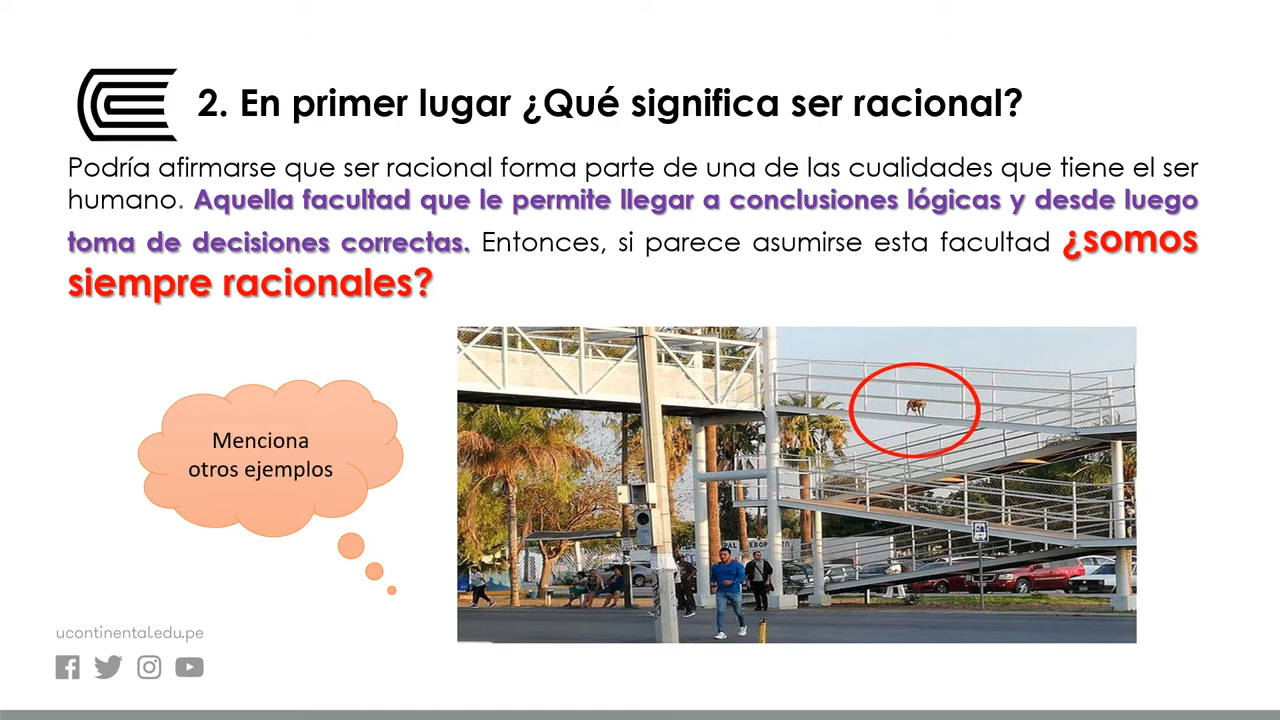 2. En primer lugar ¿Qué significa ser racional?
Podría afirmarse que ser racional forma parte de una de las cualidades que tiene el ser
humano. Aquella facultad que le permite llegar a conclusiones lógicas y desde luego
toma de decisiones correctas. Entonces, si parece asumirse esta facultad ¿somos
siempre racionales?
Menciona
otros ejemplos
ucontinental.edu.pe